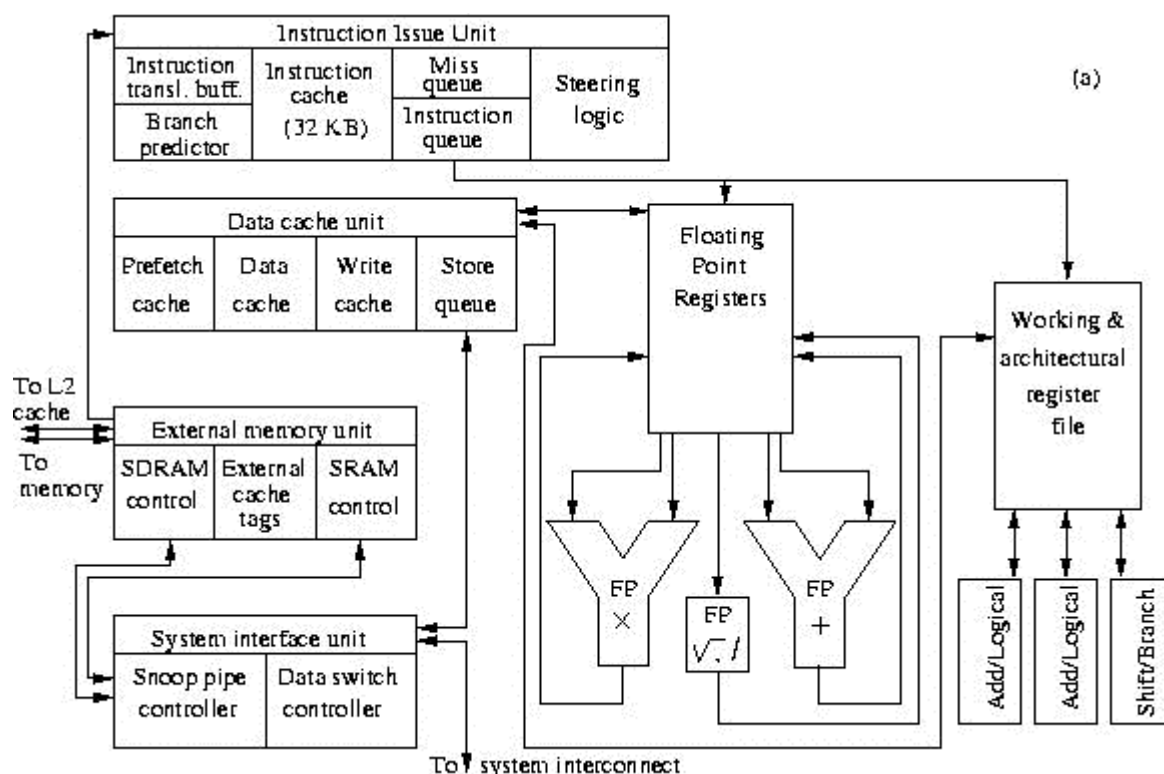 Instruction Issue Unit
Instruction
transl. buff.
Branch
predictor
Instruction
cache
(32 KB)
Miss
queue
Instruction
queue
Steering
logic
(a)
Data cache unit
Prefetch
cache
Data
cache
Write
cache
Store
queue
Floating
Point
Registers
Working &
architectural
register
file
To L2
cache
To
memory
External memory unit
SDRAM
control
External
cache
tags
SRAM
control
System interface unit
Snoop pipe
controller
Data switch
controller
FP
×
FP
√, /
FP
+
Add/Logical
Add/Logical
Shift/Branch
To system interconnect